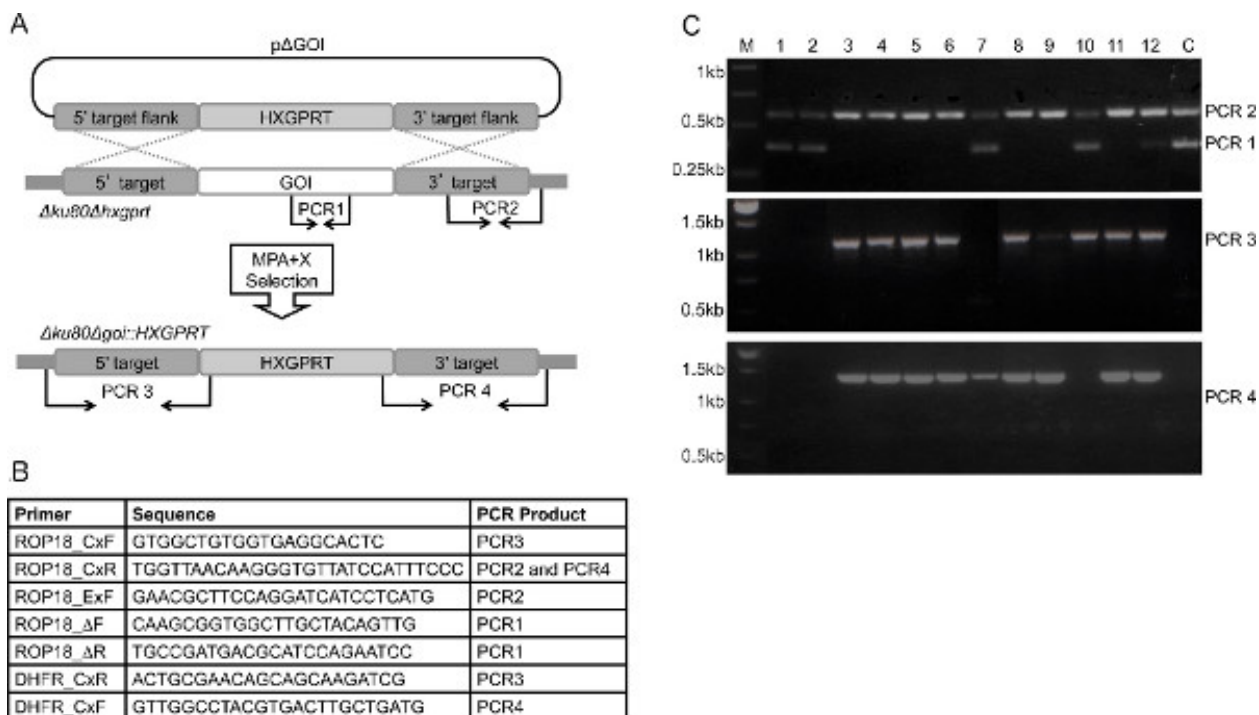 A
pΔGOI
5' target flank HXGPRT 3' target flank
5' target GOI 3' target
Δku80Δhxgprt
PCR1 PCR2
MPA+X
Selection
Δku80Δgoi::HXGPRT
5' target HXGPRT 3' target
PCR 3 PCR 4
.B
Primer Sequence PCR Product
ROP18_CxF GTGGCTGTGGTGAGGCACTC PCR3
ROP18_CxR TGGTTAACAAGGGTGTTATCCATTTCCC PCR2 and PCR4
ROP18_ExF GAACGCTTCCAGGATCATCCTCATG PCR2
ROP18_ΔF CAAGCGGTGGCTTGCTACAGTTG PCR1
ROP18_ΔR TGCCGATGACGCATCCAGAATCC PCR1
DHFR_CxR ACTGCGAACAGCAGCAAGATCG PCR3
DHFR_CxF GTTGGCCTACGTGACTTGCTGATG PCR4
C
M 1 2 3 4 5 6 7 8 9 10 11 12 C
1kb
0.5kb
0.25kb
PCR 2
PCR 1
1.5kb
1kb
0.5kb
PCR 3
1.5kb
1kb
0.5kb
PCR 4